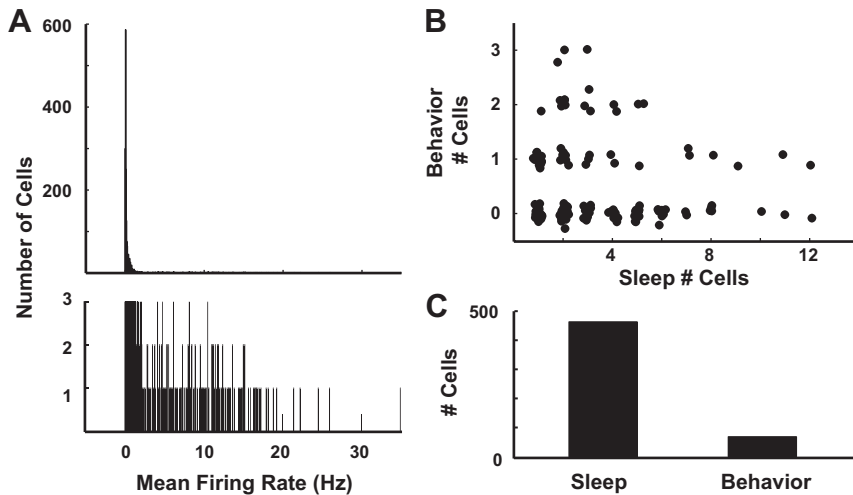 A
600
400
200
Number of Cells
3
2
1
0
10
20
30
Mean Firing Rate (Hz)
B
3
2
1
0
Behavior
# Cells
4
8
12
Sleep # Cells
C
500
0
# Cells
Sleep
Behavior